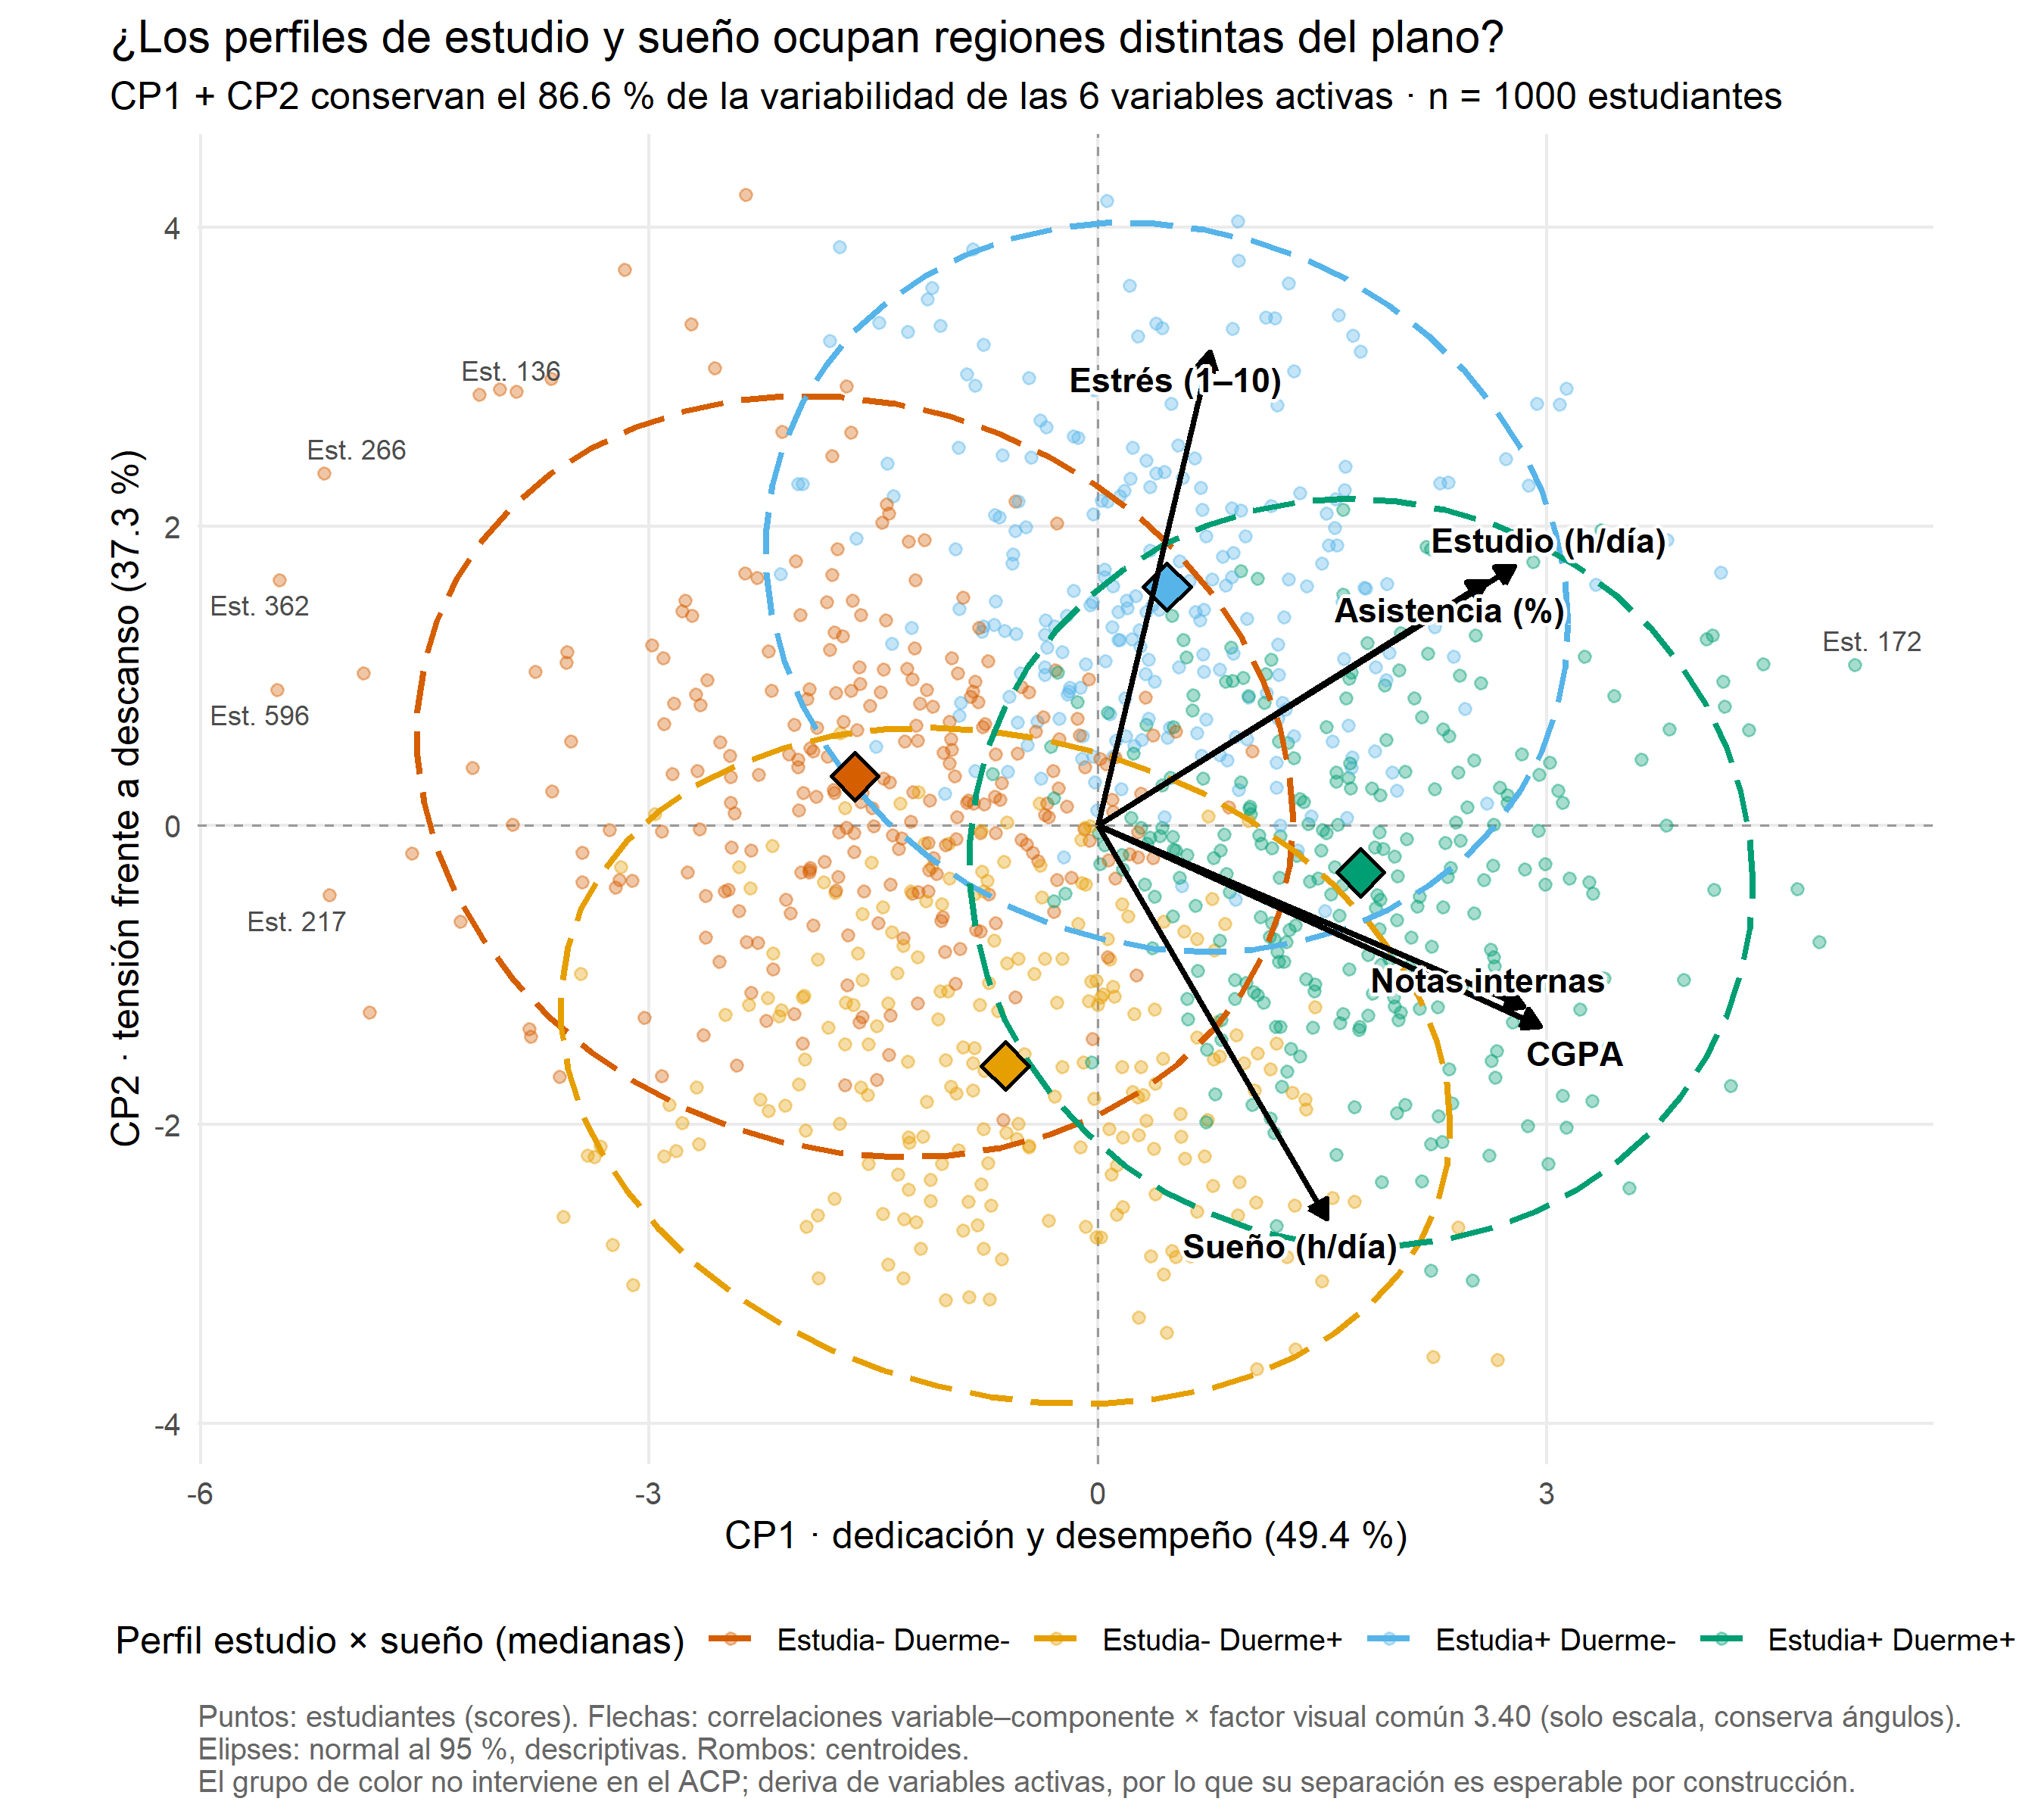 ¿Los perfiles de estudio y sueño ocupan regiones distintas del plano?
CP1 + CP2 conservan el 86.6 % de la variabilidad de las 6 variables activas · n = 1000 estudiantes
CP2 · tensión frente a descanso (37.3 %)
4
2
0
-2
-4
Est. 136
Estrés (1–10)
Est. 266
Estudio (h/día)
Est. 362
Asistencia (%)
Est. 172
Est. 596
Est. 217
Notas internas
CGPA
Sueño (h/día)
-6
-3
0
3
CP1 · dedicación y desempeño (49.4 %)
Perfil estudio × sueño (medianas) Estudia- Duerme- Estudia- Duerme+ Estudia+ Duerme- Estudia+ Duerme+
Puntos: estudiantes (scores). Flechas: correlaciones variable–componente × factor visual común 3.40 (solo escala, conserva ángulos).
Elipses: normal al 95 %, descriptivas. Rombos: centroides.
El grupo de color no interviene en el ACP; deriva de variables activas, por lo que su separación es esperable por construcción.